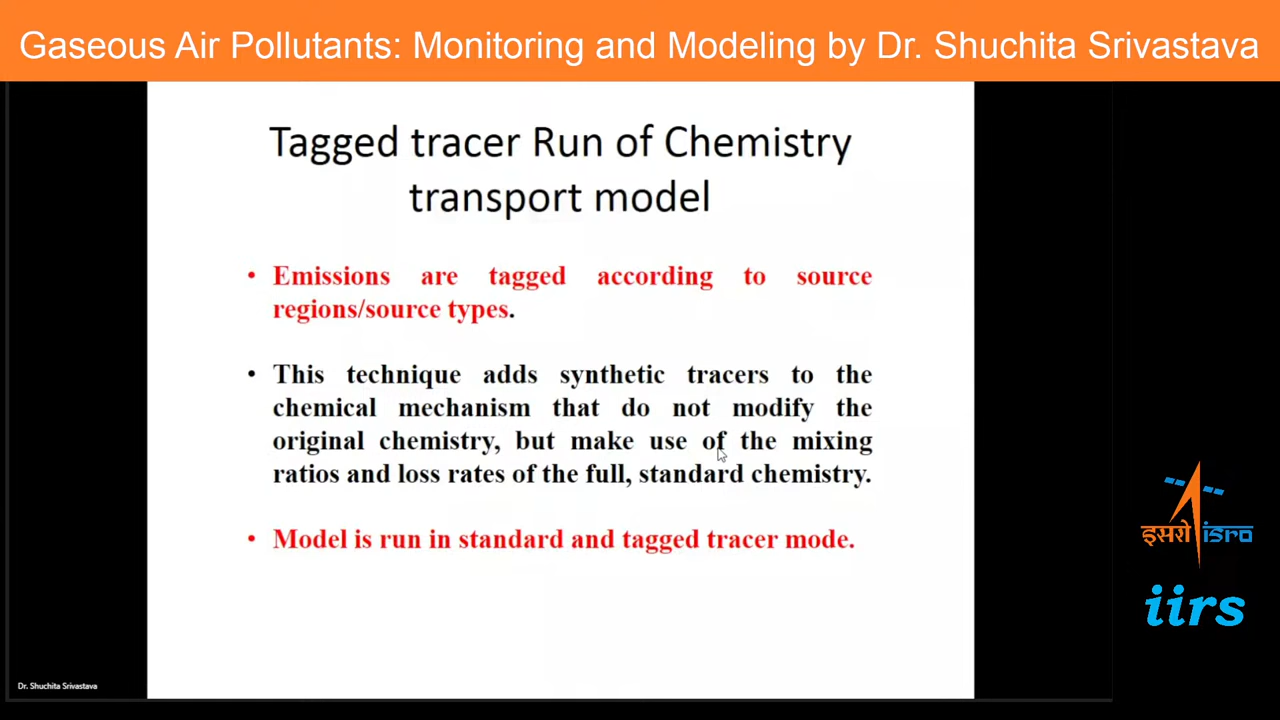 Gaseous Air Pollutants: Monitoring and Modeling by Dr. Shuchita Srivastava
Tagged tracer Run of Chemistry
transport model
• Emissions are tagged according to source
regions/source types.
• This technique adds synthetic tracers to the
chemical mechanism that do not modify the
original chemistry, but make use of the mixing
ratios and loss rates of the full, standard chemistry.
• Model is run in standard and tagged tracer mode.
इसरो isro
iirs
Dr. Shuchita Srivastava